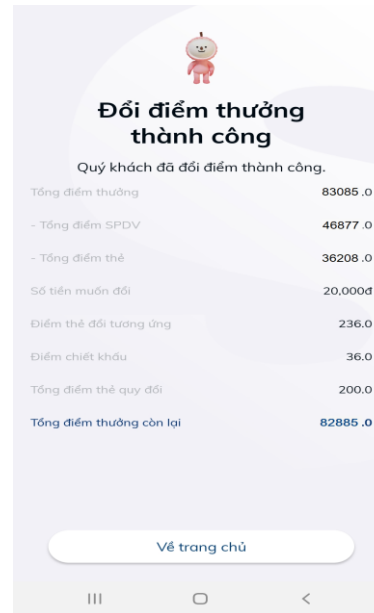 Đổi điểm thưởng
thành công
Quý khách đã đổi điểm thành công.
Tổng điểm thưởng 83085 .0
- Tổng điểm SPDV 46877 .0
- Tổng điểm thẻ 36208 .0
Số tiền muốn đổi 20,000đ
Điểm thẻ đổi tương ứng 236.0
Điểm chiết khấu 36.0
Tổng điểm thẻ quy đổi 200.0
Tổng điểm thưởng còn lại 82885 .0
Về trang chủ